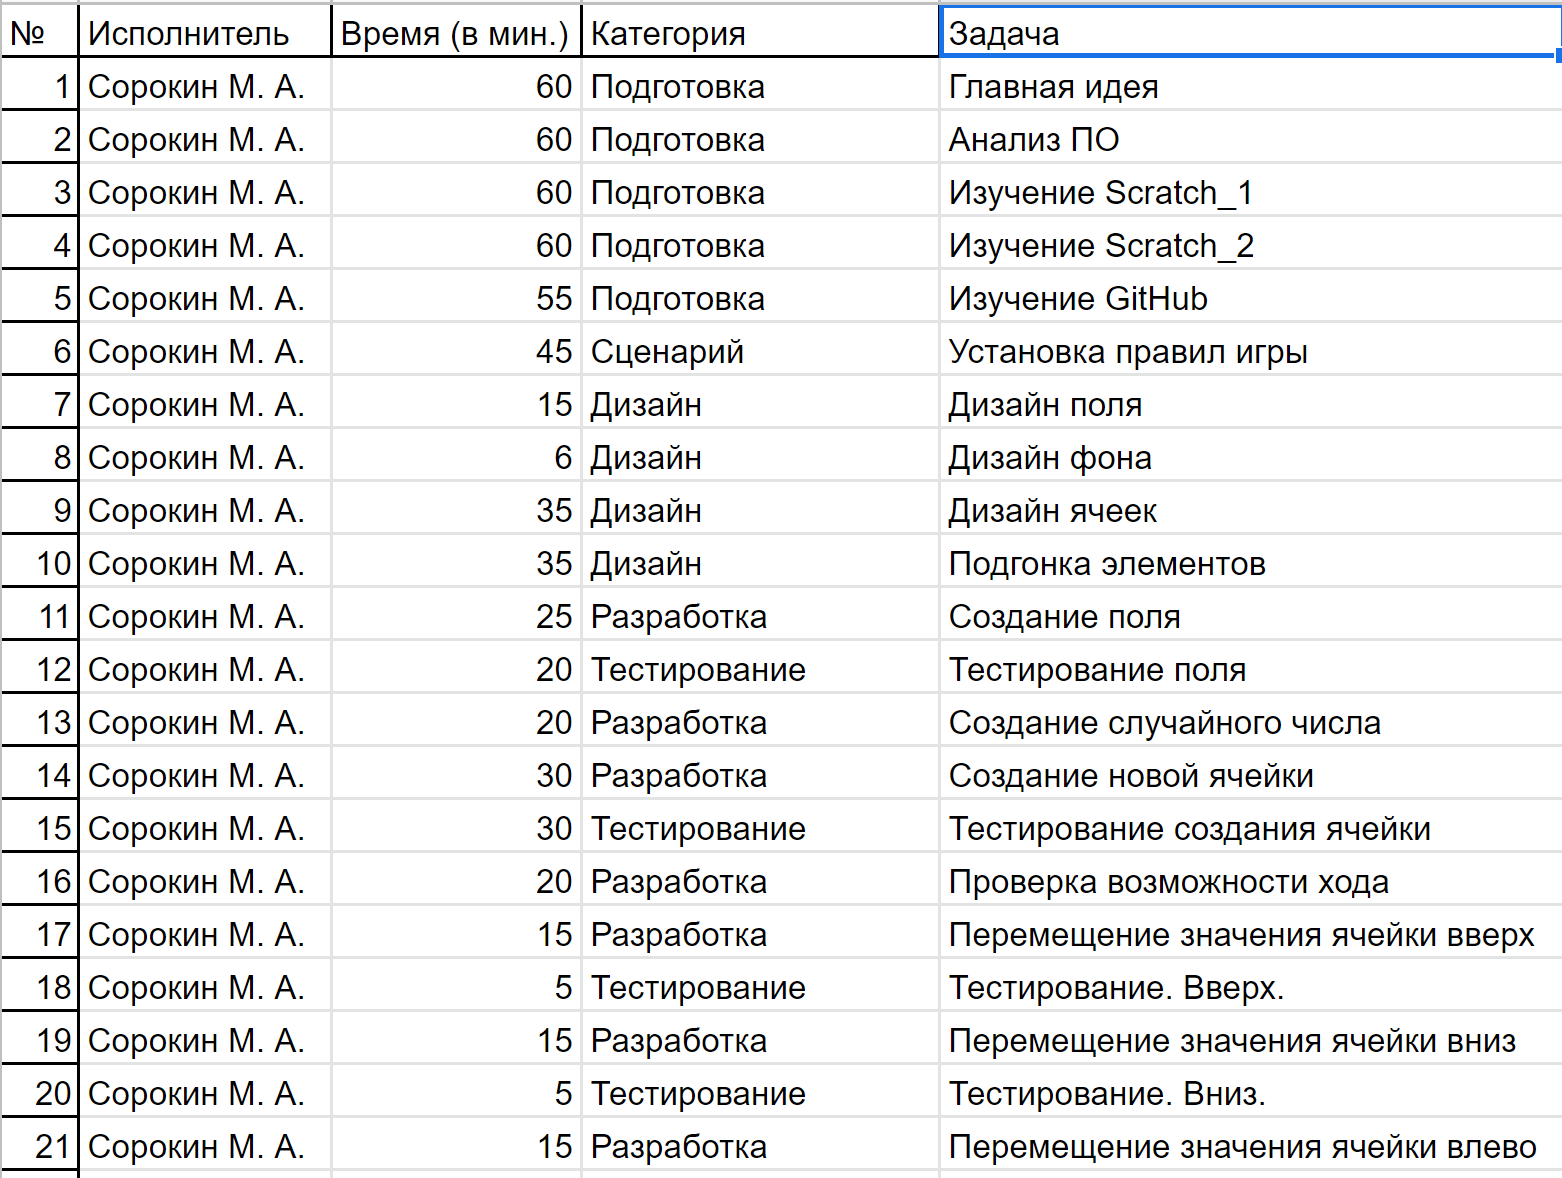 № Исполнитель Время (в мин.) Категория Задача
1 Сорокин М. А. 60 Подготовка Главная идея
2 Сорокин М. А. 60 Подготовка Анализ ПО
3 Сорокин М. А. 60 Подготовка Изучение Scratch_1
4 Сорокин М. А. 60 Подготовка Изучение Scratch_2
5 Сорокин М. А. 55 Подготовка Изучение GitHub
6 Сорокин М. А. 45 Сценарий Установка правил игры
7 Сорокин М. А. 15 Дизайн Дизайн поля
8 Сорокин М. А. 6 Дизайн Дизайн фона
9 Сорокин М. А. 35 Дизайн Дизайн ячеек
10 Сорокин М. А. 35 Дизайн Подгонка элементов
11 Сорокин М. А. 25 Разработка Создание поля
12 Сорокин М. А. 20 Тестирование Тестирование поля
13 Сорокин М. А. 20 Разработка Создание случайного числа
14 Сорокин М. А. 30 Разработка Создание новой ячейки
15 Сорокин М. А. 30 Тестирование Тестирование создания ячейки
16 Сорокин М. А. 20 Разработка Проверка возможности хода
17 Сорокин М. А. 15 Разработка Перемещение значения ячейки вверх
18 Сорокин М. А. 5 Тестирование Тестирование. Вверх.
19 Сорокин М. А. 15 Разработка Перемещение значения ячейки вниз
20 Сорокин М. А. 5 Тестирование Тестирование. Вниз.
21 Сорокин М. А. 15 Разработка Перемещение значения ячейки влево